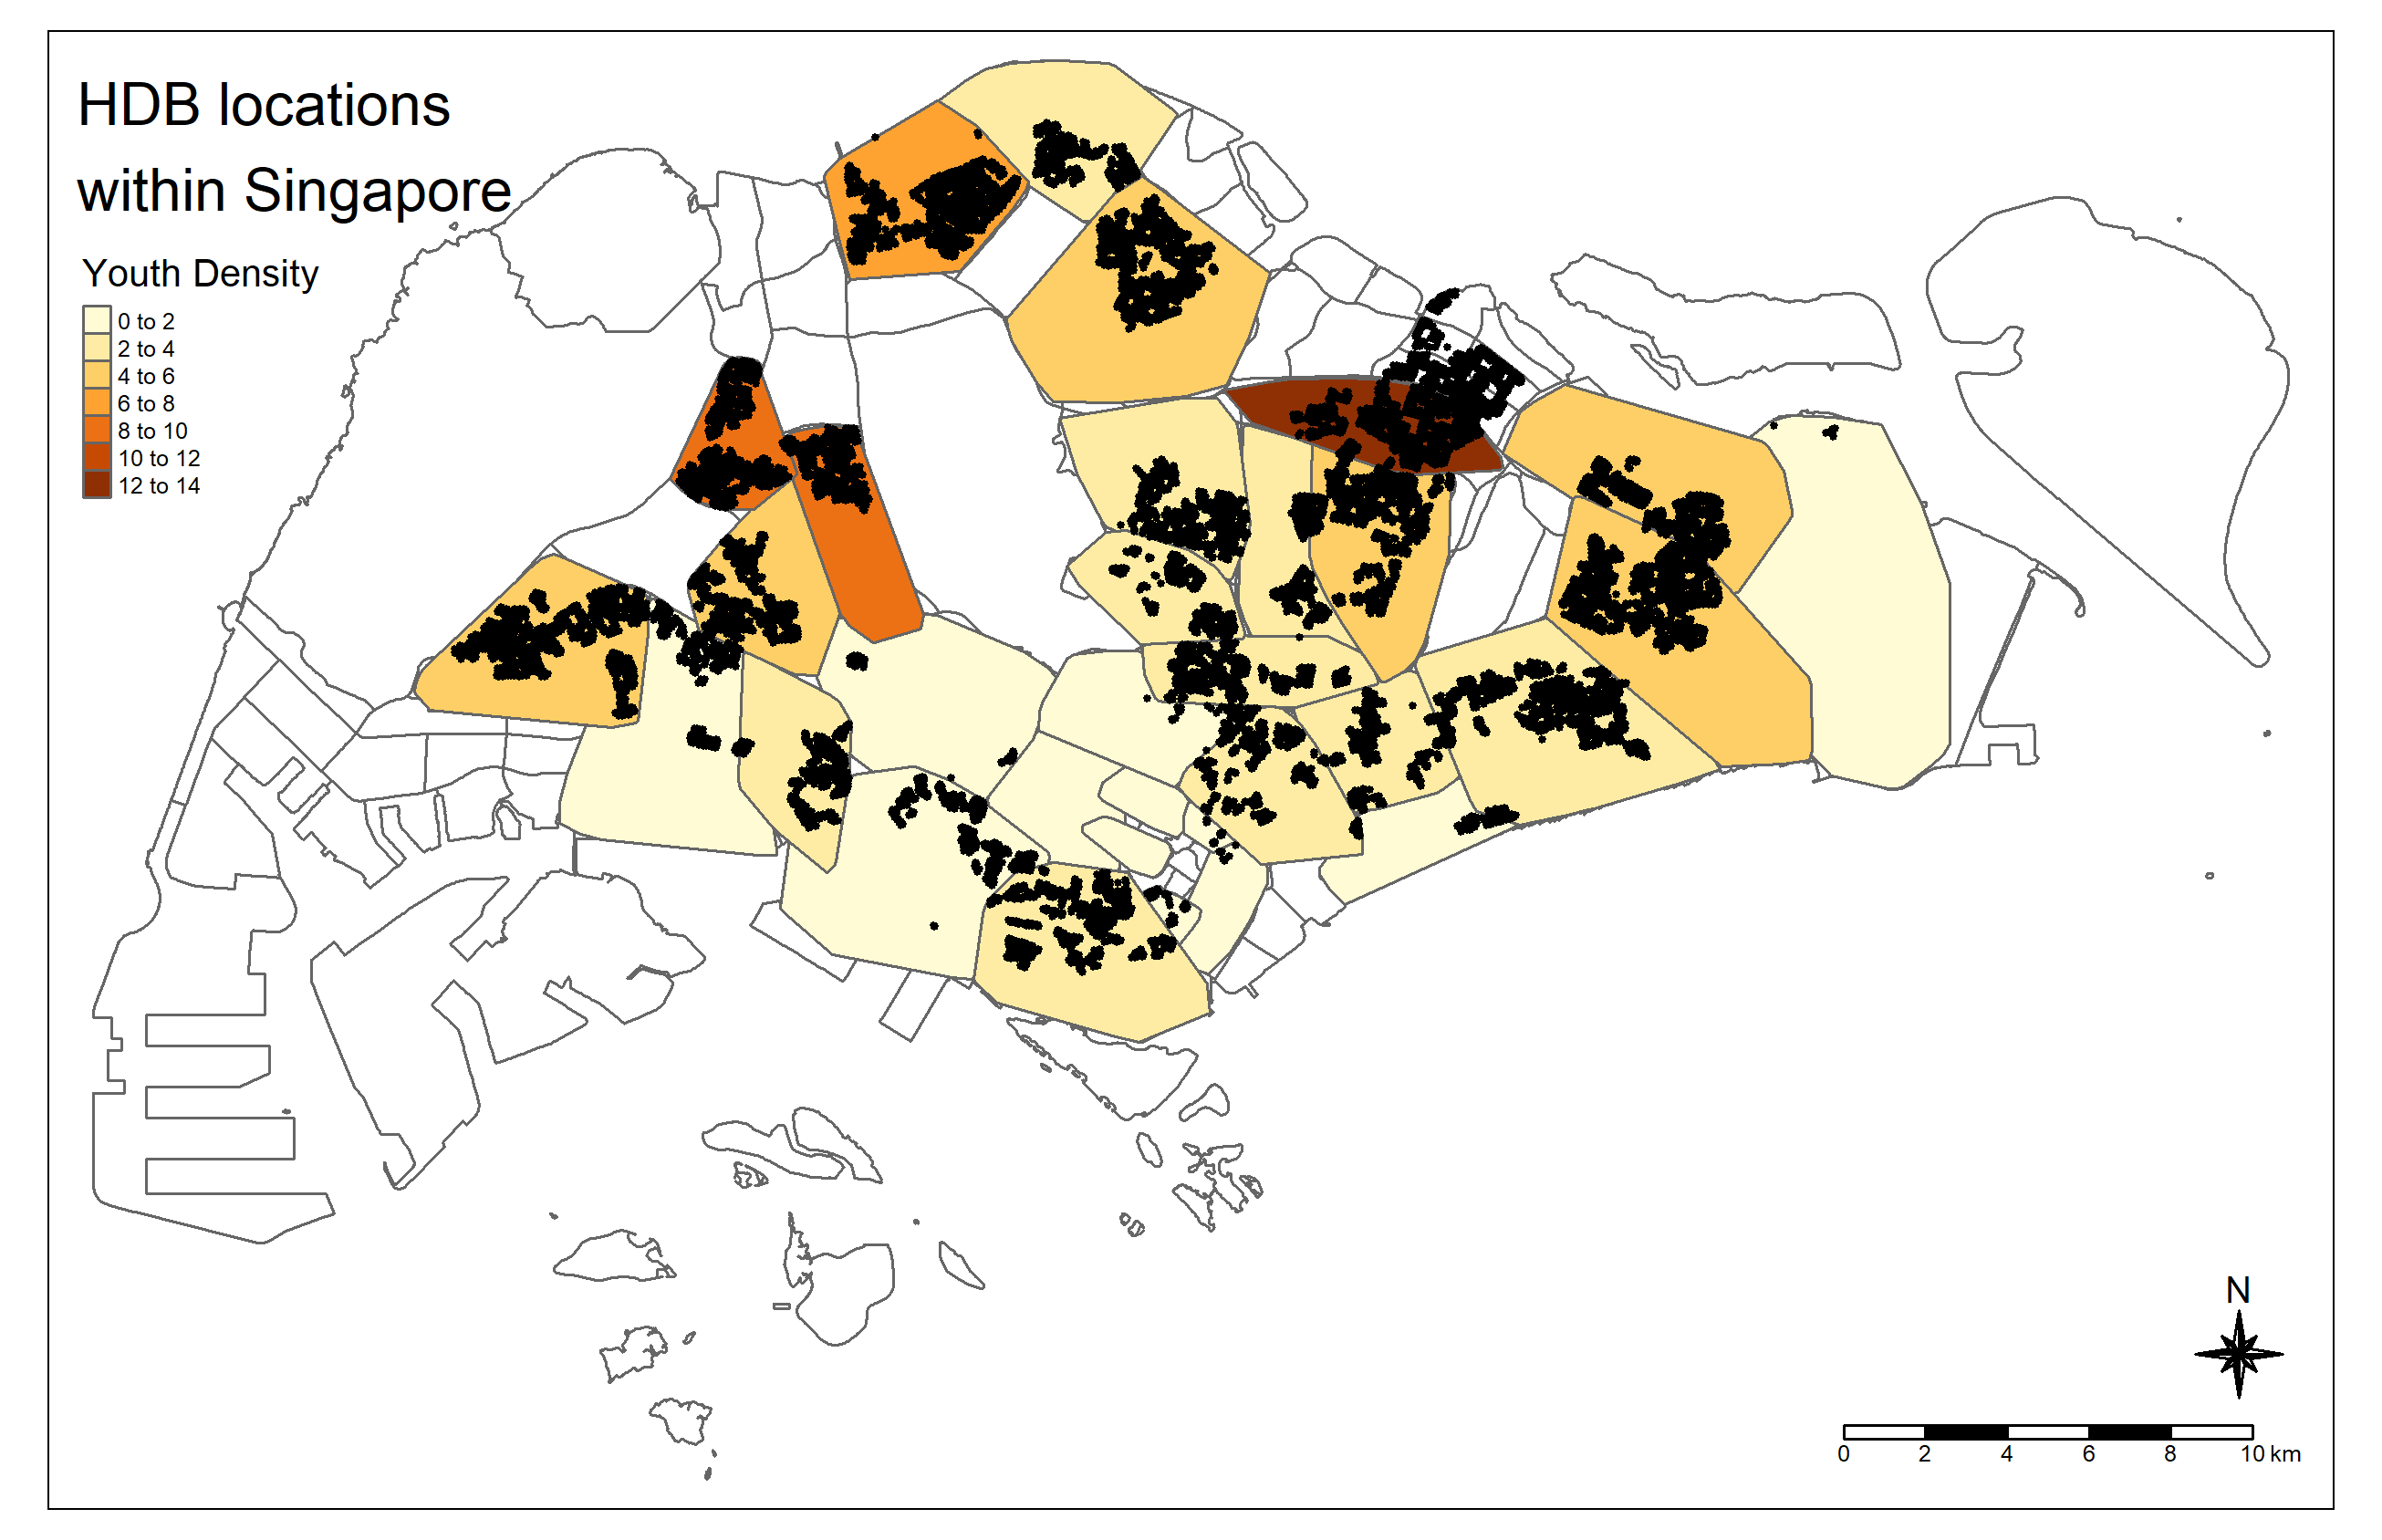 HDB locations
within Singapore
Youth Density
0 to 2
2 to 4
4 to 6
6 to 8
8 to 10
10 to 12
12 to 14
N
0 2 4 6 8 10 km